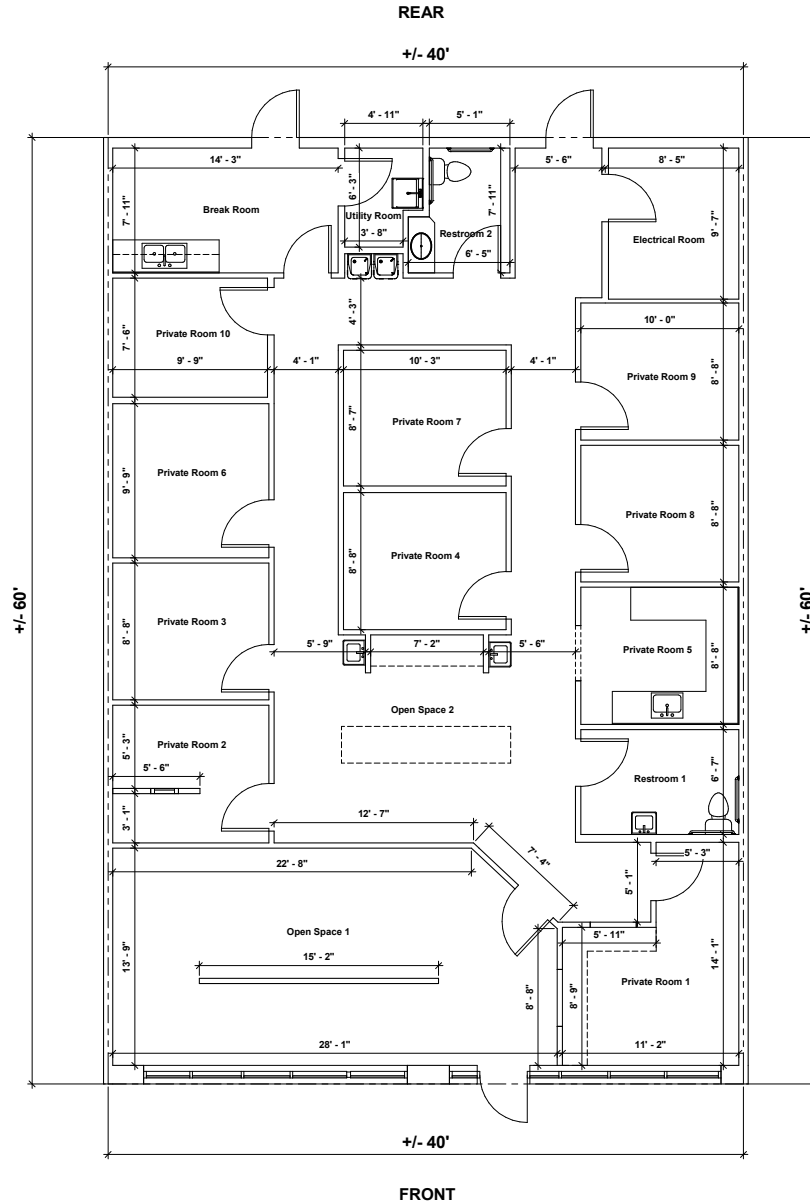 REAR
+/- 40'
4' - 11"
5' - 1"
14' - 3"
5' - 6"
8' - 5"
7' - 11"
6' - 3"
7' - 11"
9' - 7"
Break Room
Utility Room
3' - 8"
Restroom 2
6' - 5"
Electrical Room
7' - 6"
Private Room 10
9' - 9"
4' - 3"
4' - 1"
10' - 3"
4' - 1"
10' - 0"
Private Room 9
8' - 8"
8' - 7"
Private Room 7
9' - 9"
Private Room 6
Private Room 8
8' - 8"
8' - 8"
Private Room 4
+/- 60'
+/- 60'
8' - 8"
Private Room 3
5' - 9"
7' - 2"
5' - 6"
Private Room 5
8' - 8"
Open Space 2
5' - 3"
Private Room 2
5' - 6"
3' - 1"
Restroom 1
6' - 7"
12' - 7"
22' - 8"
7' - 4"
5' - 1"
5' - 3"
13' - 9"
Open Space 1
15' - 2"
8' - 8"
5' - 11"
8' - 9"
Private Room 1
14' - 1"
28' - 1"
11' - 2"
+/- 40'
FRONT